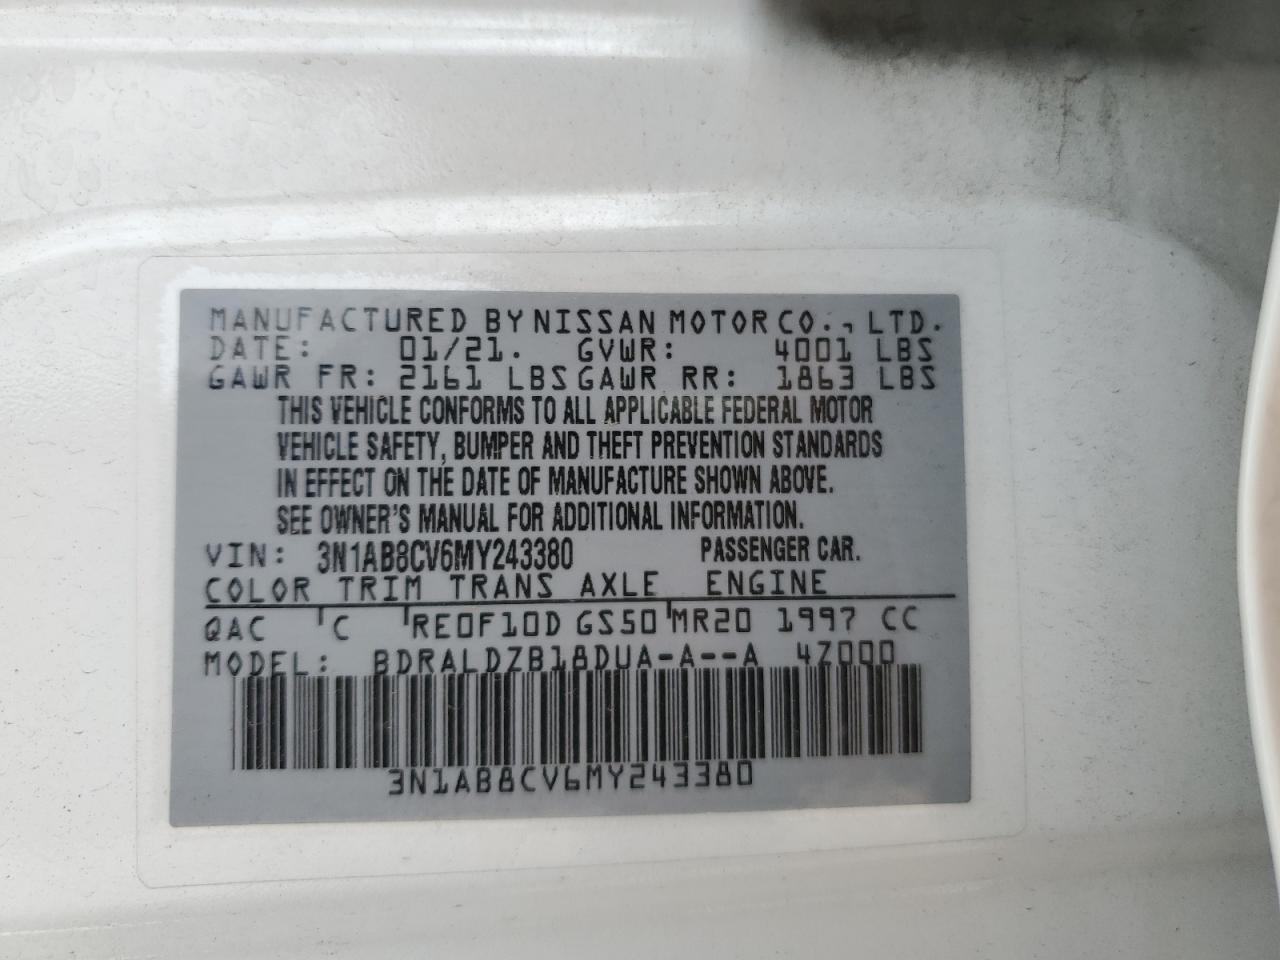 MANUFACTURED BY NISSAN MOTOR CO., LTD.
DATE: 01/21. GVWR: 4001 LBS
GAWR FR: 2161 LBS GAWR RR: 1863 LBS
THIS VEHICLE CONFORMS TO ALL APPLICABLE FEDERAL MOTOR
VEHICLE SAFETY, BUMPER AND THEFT PREVENTION STANDARDS
IN EFFECT ON THE DATE OF MANUFACTURE SHOWN ABOVE.
SEE OWNER'S MANUAL FOR ADDITIONAL INFORMATION.
VIN: 3N1AB8CV6MY243380 PASSENGER CAR.
COLOR TRIM TRANS AXLE ENGINE
QAC C RE0F10D GS50 MR20 1997 CC
MODEL: BDRALDZB18DUA-A--A 4Z000
3N1AB8CV6MY243380